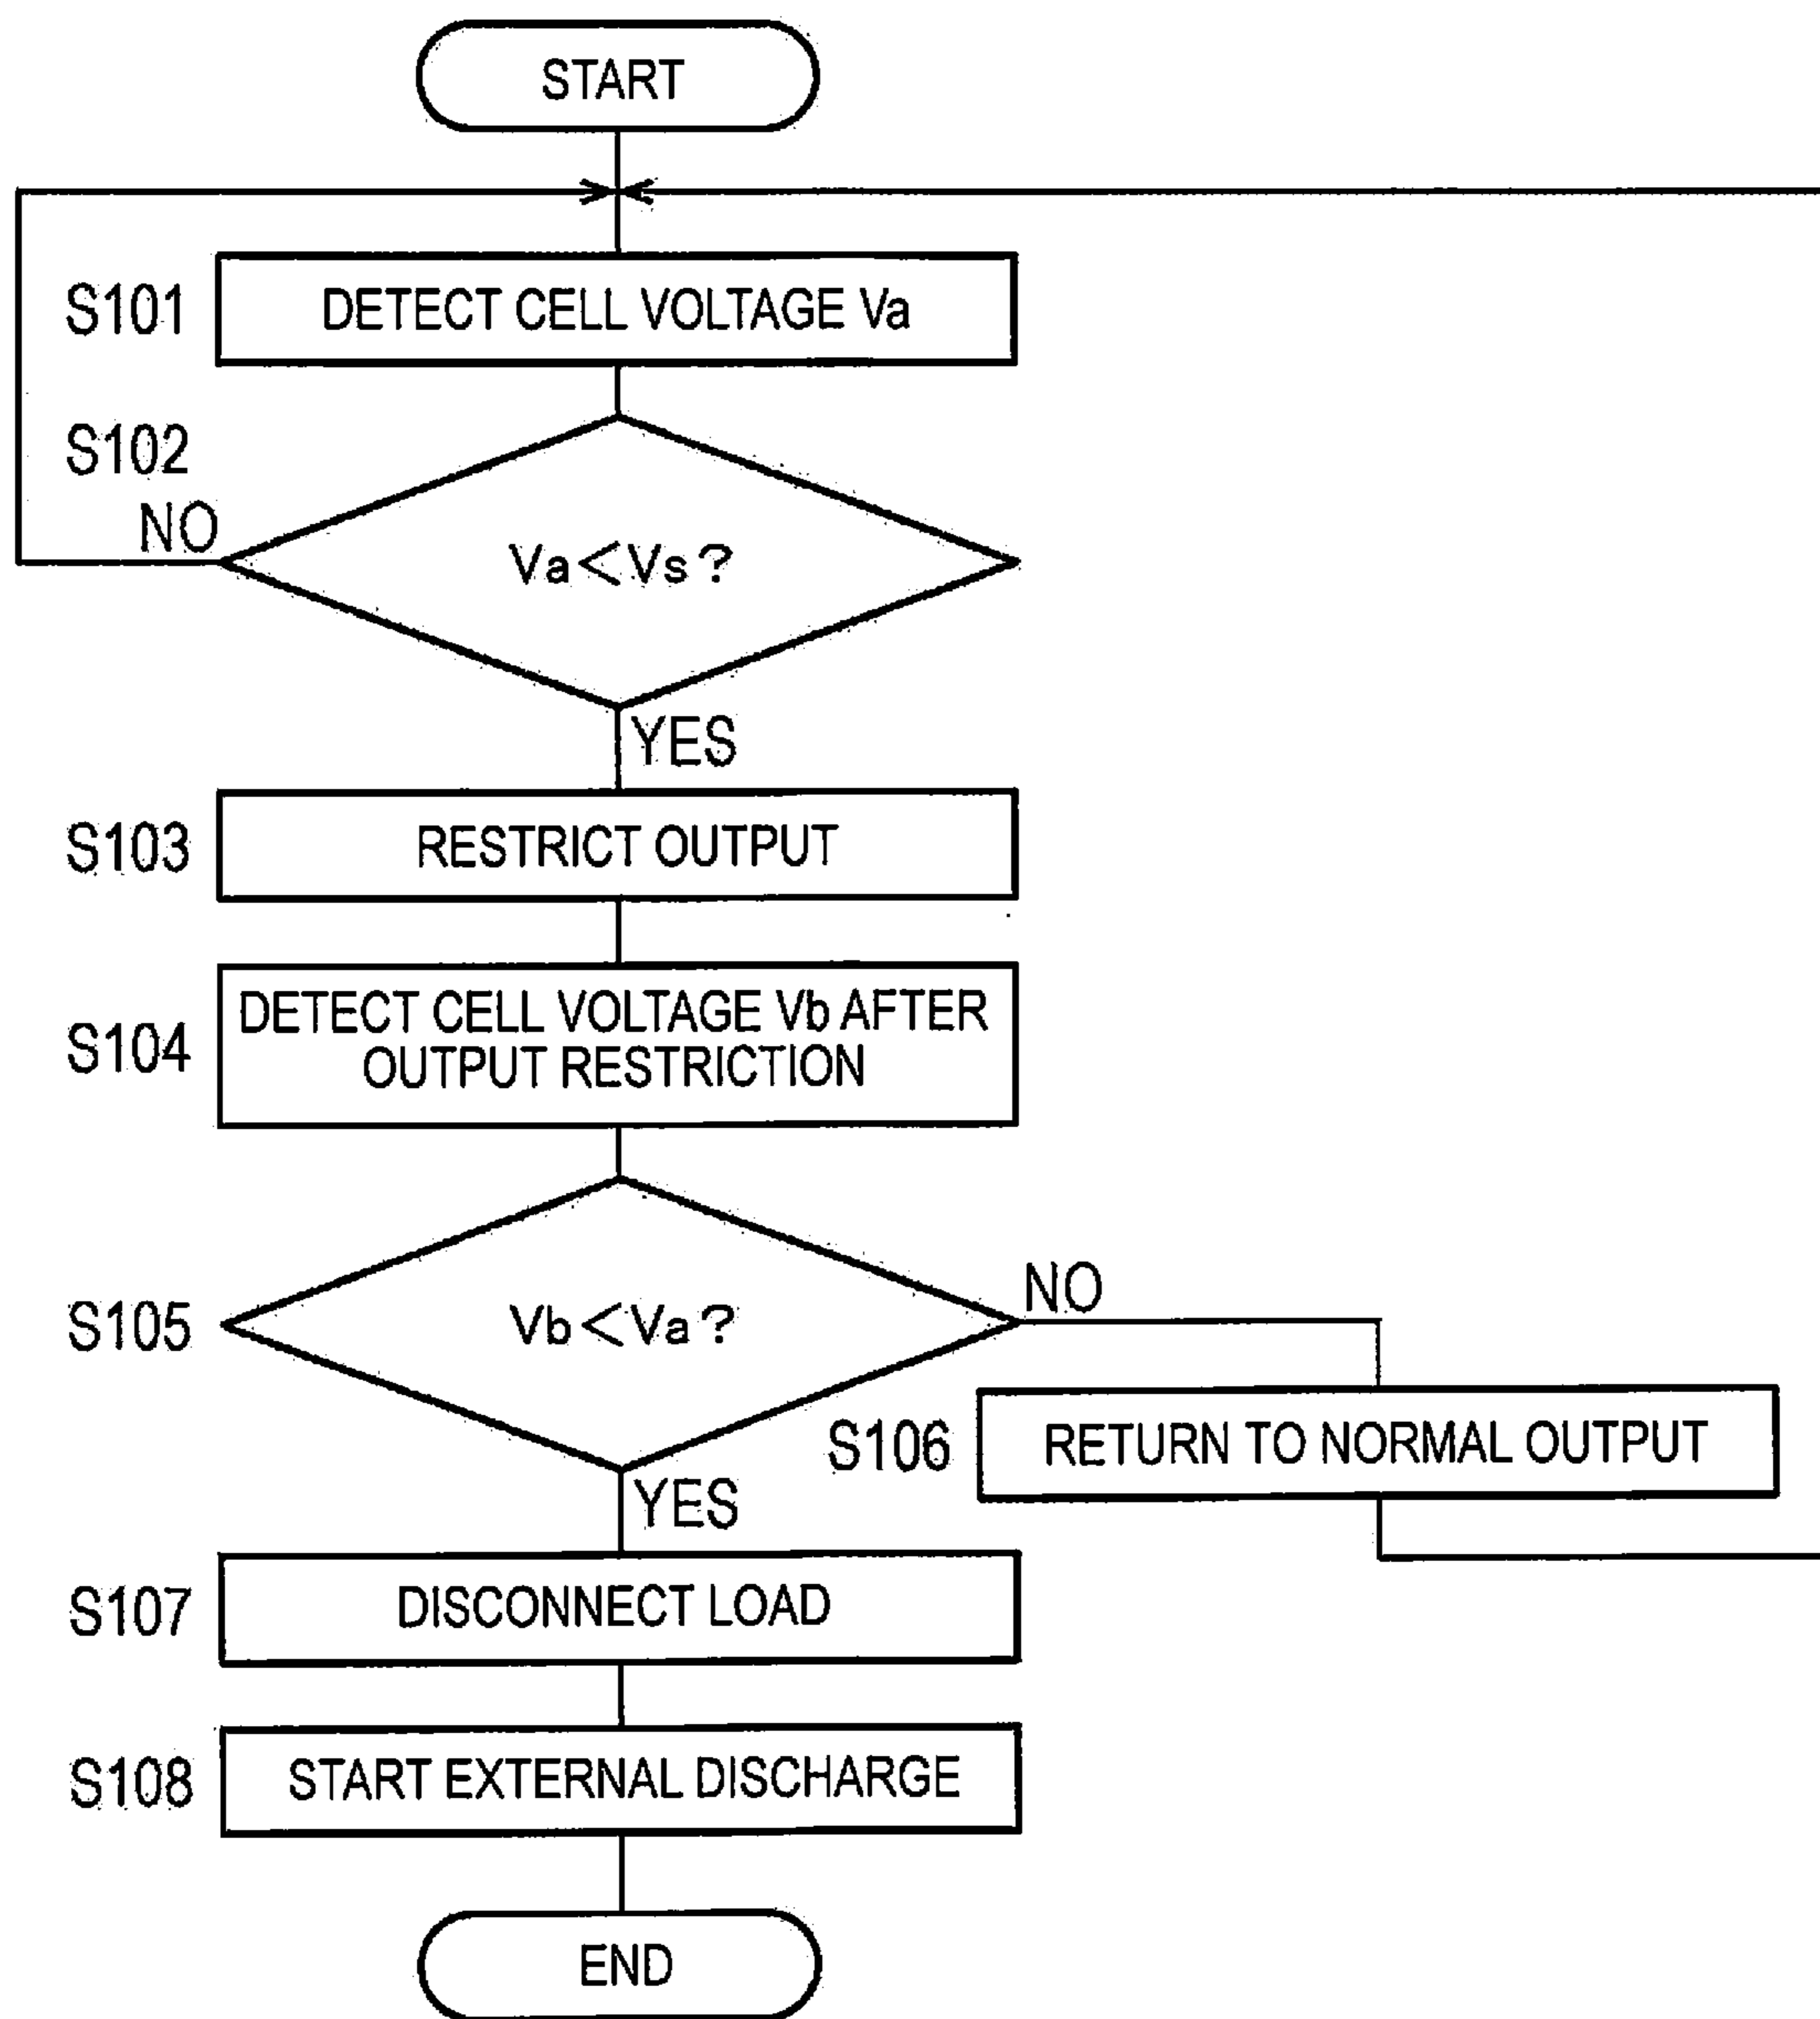 START
S101
DETECT CELL VOLTAGE Va
S102
NO
Va<Vs?
YES
S103
RESTRICT OUTPUT
S104
DETECT CELL VOLTAGE Vb AFTER
OUTPUT RESTRICTION
S105
Vb<Va?
NO
S106
RETURN TO NORMAL OUTPUT
YES
S107
DISCONNECT LOAD
S108
START EXTERNAL DISCHARGE
END